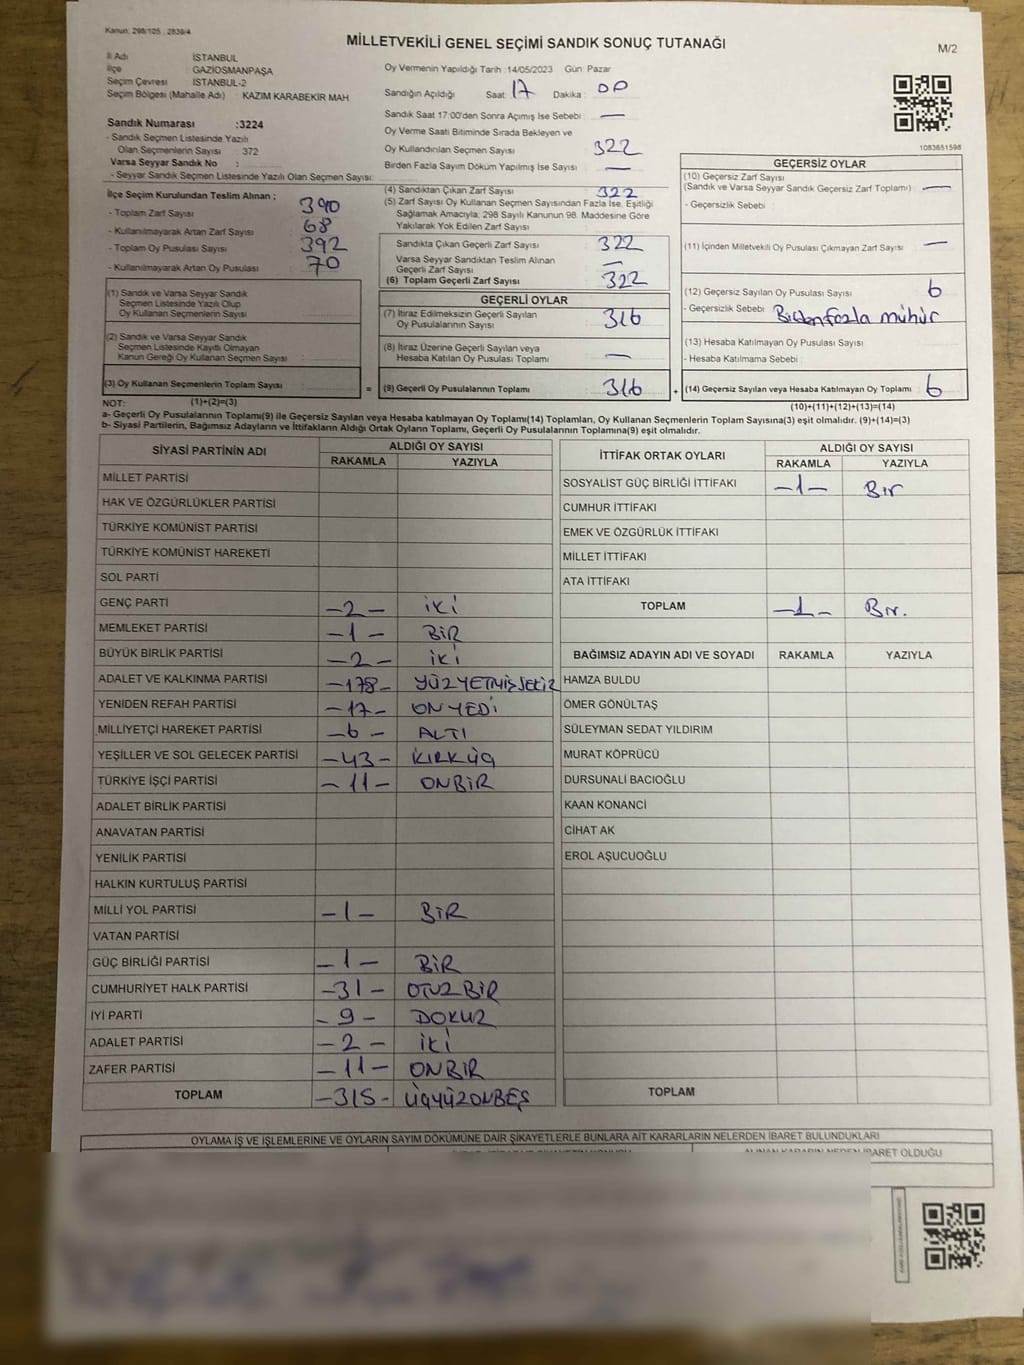 Kanun: 298/105 , 2839/4
MİLLETVEKİLİ GENEL SEÇİMİ SANDIK SONUÇ TUTANAĞI
M/2
İl Adı İSTANBUL
İlçe GAZİOSMANPAŞA
Seçim Çevresi İSTANBUL-2
Seçim Bölgesi (Mahalle Adı) : KAZIM KARABEKİR MAH
Sandık Numarası :3224
- Sandık Seçmen Listesinde Yazılı
Olan Seçmenlerin Sayısı : 372
Varsa Seyyar Sandık No :
- Seyyar Sandık Seçmen Listesinde Yazılı Olan Seçmen Sayısı:
İlçe Seçim Kurulundan Teslim Alınan ;
- Toplam Zarf Sayısı 390
- Kullanılmayarak Artan Zarf Sayısı 68
- Toplam Oy Pusulası Sayısı 392
- Kullanılmayarak Artan Oy Pusulası 70
(1) Sandık ve Varsa Seyyar Sandık
Seçmen Listesinde Yazılı Olup
Oy Kullanan Seçmenlerin Sayısı
(2) Sandık ve Varsa Seyyar Sandık
Seçmen Listesinde Kayıtlı Olmayan
Kanun Gereği Oy Kullanan Seçmen Sayısı :
(3) Oy Kullanan Seçmenlerin Toplam Sayısı
(1)+(2)=(3)
Oy Vermenin Yapıldığı Tarih :14/05/2023 Gün: Pazar
Sandığın Açıldığı Saat: 17 Dakika : 00
Sandık Saat 17:00'den Sonra Açımış İse Sebebi : —
Oy Verme Saati Bitiminde Sırada Bekleyen ve
Oy Kullandırılan Seçmen Sayısı 322
Birden Fazla Sayım Döküm Yapılmış İse Sayısı : —
(4) Sandıktan Çıkan Zarf Sayısı 322
(5) Zarf Sayısı Oy Kullanan Seçmen Sayısından Fazla İse, Eşitliği
Sağlamak Amacıyla; 298 Sayılı Kanunun 98. Maddesine Göre
Yakılarak Yok Edilen Zarf Sayısı :
Sandıkta Çıkan Geçerli Zarf Sayısı 322
Varsa Seyyar Sandıktan Teslim Alınan
Geçerli Zarf Sayısı —
(6) Toplam Geçerli Zarf Sayısı 322
GEÇERLİ OYLAR
(7) İtiraz Edilmeksizin Geçerli Sayılan
Oy Pusulalarının Sayısı 316
(8) İtiraz Üzerine Geçerli Sayılan veya
Hesaba Katılan Oy Pusulası Toplamı —
= (9) Geçerli Oy Pusulalarının Toplamı 316
1083651598
GEÇERSİZ OYLAR
(10) Geçersiz Zarf Sayısı
(Sandık ve Varsa Seyyar Sandık Geçersiz Zarf Toplamı) —
- Geçersizlik Sebebi :
(11) İçinden Milletvekili Oy Pusulası Çıkmayan Zarf Sayısı : —
(12) Geçersiz Sayılan Oy Pusulası Sayısı 6
- Geçersizlik Sebebi : Birden fazla mühür
(13) Hesaba Katılmayan Oy Pusulası Sayısı
- Hesaba Katılmama Sebebi :
+ (14) Geçersiz Sayılan veya Hesaba Katılmayan Oy Toplamı 6
(10)+(11)+(12)+(13)=(14)
NOT:
a- Geçerli Oy Pusulalarının Toplamı(9) ile Geçersiz Sayılan veya Hesaba katılmayan Oy Toplamı(14) Toplamları, Oy Kullanan Seçmenlerin Toplam Sayısına(3) eşit olmalıdır. (9)+(14)=(3)
b- Siyasi Partilerin, Bağımsız Adayların ve İttifakların Aldığı Ortak Oyların Toplamı, Geçerli Oy Pusulalarının Toplamına(9) eşit olmalıdır.
SİYASİ PARTİNİN ADI ALDIĞI OY SAYISI
RAKAMLA YAZIYLA
MİLLET PARTİSİ
HAK VE ÖZGÜRLÜKLER PARTİSİ
TÜRKİYE KOMÜNİST PARTİSİ
TÜRKİYE KOMÜNİST HAREKETİ
SOL PARTİ
GENÇ PARTİ -2- İKİ
MEMLEKET PARTİSİ -1- BİR
BÜYÜK BİRLİK PARTİSİ -2- İKİ
ADALET VE KALKINMA PARTİSİ -178- YÜZYETMİŞSEKİZ
YENİDEN REFAH PARTİSİ -17- ONYEDİ
MİLLİYETÇİ HAREKET PARTİSİ -6- ALTI
YEŞİLLER VE SOL GELECEK PARTİSİ -43- KIRKÜÇ
TÜRKİYE İŞÇİ PARTİSİ -11- ONBİR
ADALET BİRLİK PARTİSİ
ANAVATAN PARTİSİ
YENİLİK PARTİSİ
HALKIN KURTULUŞ PARTİSİ
MİLLİ YOL PARTİSİ -1- BİR
VATAN PARTİSİ
GÜÇ BİRLİĞİ PARTİSİ -1- BİR
CUMHURİYET HALK PARTİSİ -31- OTUZBİR
İYİ PARTİ -9- DOKUZ
ADALET PARTİSİ -2- İKİ
ZAFER PARTİSİ -11- ONBİR
TOPLAM -315- ÜÇYÜZONBEŞ
İTTİFAK ORTAK OYLARI ALDIĞI OY SAYISI
RAKAMLA YAZIYLA
SOSYALİST GÜÇ BİRLİĞİ İTTİFAKI -1- Bir
CUMHUR İTTİFAKI
EMEK VE ÖZGÜRLÜK İTTİFAKI
MİLLET İTTİFAKI
ATA İTTİFAKI
TOPLAM -1- Bir.
BAĞIMSIZ ADAYIN ADI VE SOYADI RAKAMLA YAZIYLA
HAMZA BULDU
ÖMER GÖNÜLTAŞ
SÜLEYMAN SEDAT YILDIRIM
MURAT KÖPRÜCÜ
DURSUNALİ BACIOĞLU
KAAN KONANCİ
CİHAT AK
EROL AŞUCUOĞLU
TOPLAM
OYLAMA İŞ VE İŞLEMLERİNE VE OYLARIN SAYIM DÖKÜMÜNE DAİR ŞİKAYETLERLE BUNLARA AİT KARARLARIN NELERDEN İBARET BULUNDUKLARI
ALINAN KARARIN NEDEN İBARET OLDUĞU